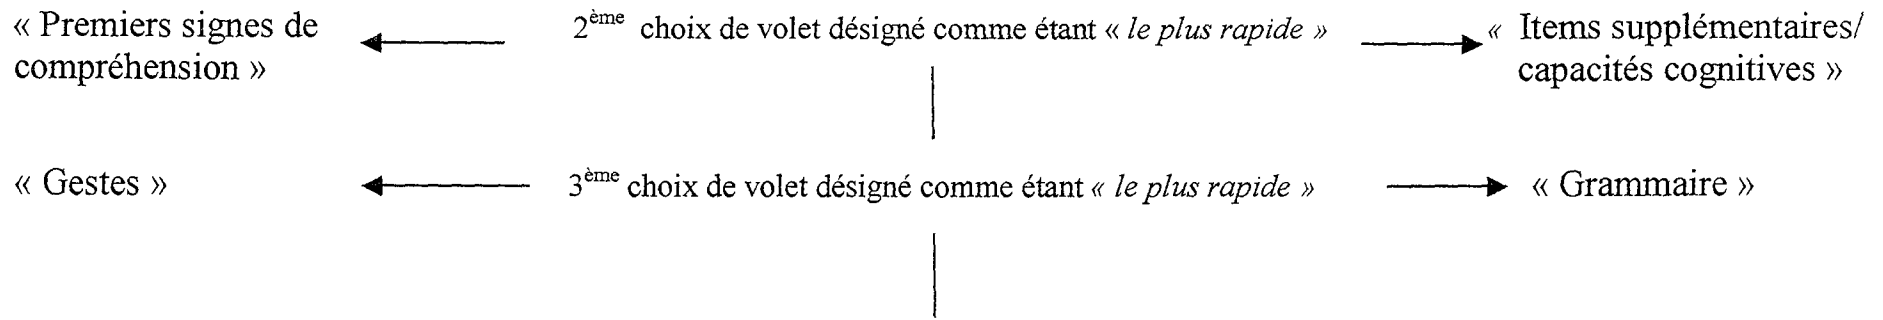 « Premiers signes de
compréhension »
2ème choix de volet désigné comme étant « le plus rapide »
« Items supplémentaires/
capacités cognitives »
« Gestes »
3ème choix de volet désigné comme étant « le plus rapide »
« Grammaire »